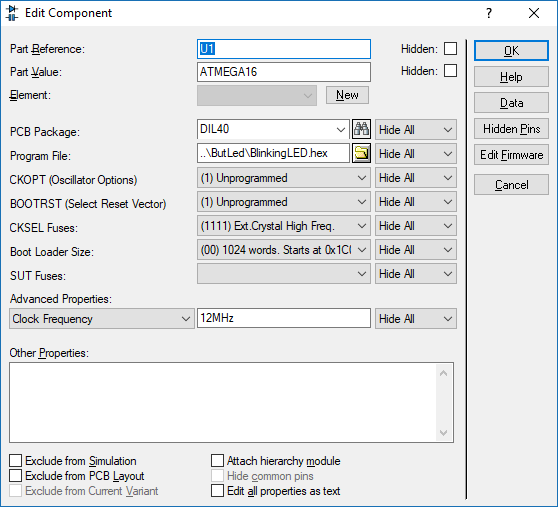 Edit Component
?
Part Reference: U1 Hidden: OK
Part Value: ATMEGA16 Hidden: Help
Element: New Data
PCB Package: DIL40 Hide All Hidden Pins
Program File: ..\ButLed\BlinkingLED.hex Hide All Edit Firmware
CKOPT (Oscillator Options) (1) Unprogrammed Hide All Cancel
BOOTRST (Select Reset Vector) (1) Unprogrammed Hide All
CKSEL Fuses: (1111) Ext.Crystal High Freq. Hide All
Boot Loader Size: (00) 1024 words. Starts at 0x1C Hide All
SUT Fuses: Hide All
Advanced Properties:
Clock Frequency 12MHz Hide All
Other Properties:
Exclude from Simulation Attach hierarchy module
Exclude from PCB Layout Hide common pins
Exclude from Current Variant Edit all properties as text